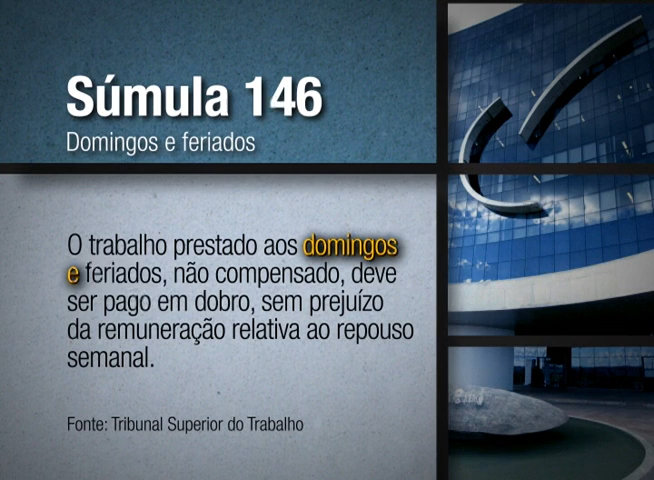 Súmula 146
Domingos e feriados
O trabalho prestado aos domingos
e feriados, não compensado, deve
ser pago em dobro, sem prejuízo
da remuneração relativa ao repouso
semanal.
Fonte: Tribunal Superior do Trabalho